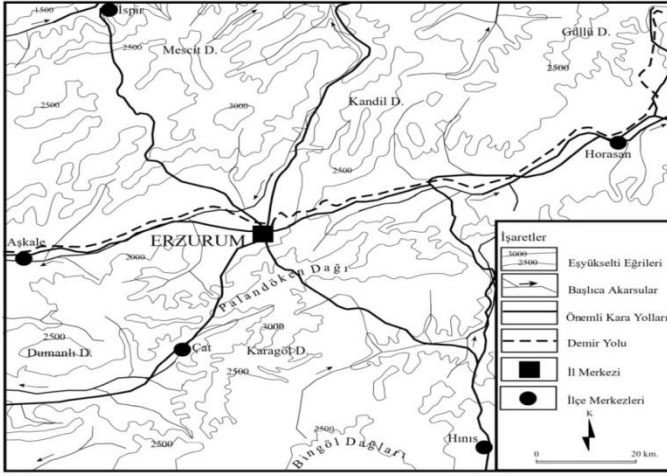 1500
İspir
2500
Mescit D.
Güllü D.
2500
2500
3000
Kandil D.
2500
Horasan
Aşkale
ERZURUM
2000
Palandöken Dağı
3000
Dumanlı D.
Çat
Karagöl D.
2500
2500
2500
Bingöl Dağları
Hınıs
İşaretler
3000
2500
Eşyükselti Eğrileri
Başlıca Akarsular
Önemli Kara Yolları
Demir Yolu
İl Merkezi
İlçe Merkezleri
K
0
20 km.